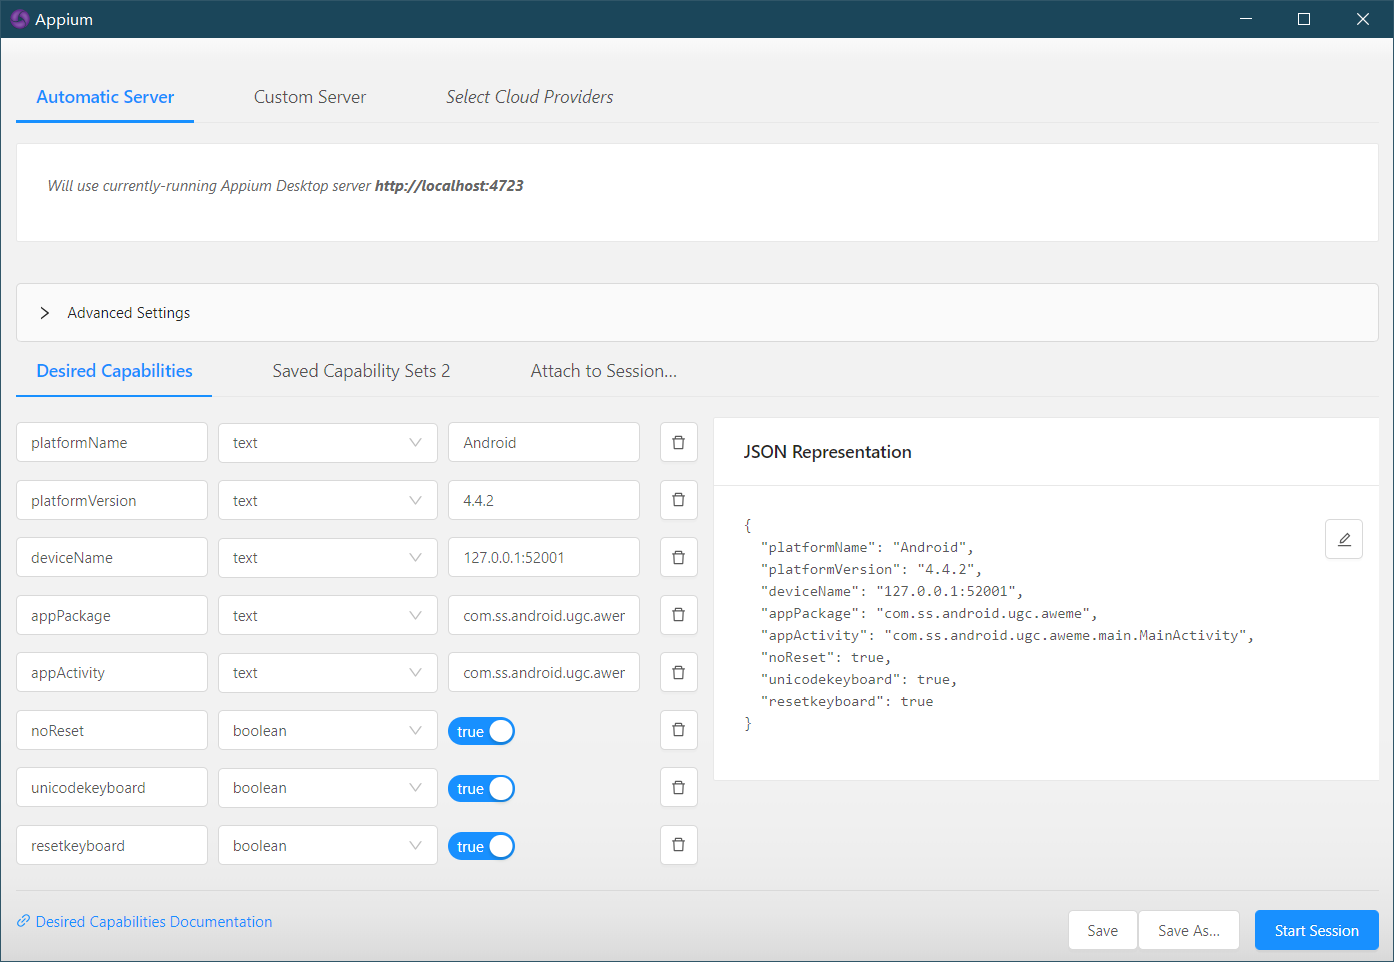 Appium
Automatic Server
Custom Server
Select Cloud Providers
Will use currently-running Appium Desktop server http://localhost:4723
Advanced Settings
Desired Capabilities
Saved Capability Sets 2
Attach to Session...
platformName text Android
platformVersion text 4.4.2
deviceName text 127.0.0.1:52001
appPackage text com.ss.android.ugc.awer
appActivity text com.ss.android.ugc.awer
noReset boolean true
unicodekeyboard boolean true
resetkeyboard boolean true
JSON Representation
{
"platformName": "Android",
"platformVersion": "4.4.2",
"deviceName": "127.0.0.1:52001",
"appPackage": "com.ss.android.ugc.aweme",
"appActivity": "com.ss.android.ugc.aweme.main.MainActivity",
"noReset": true,
"unicodekeyboard": true,
"resetkeyboard": true
}
Desired Capabilities Documentation
Save
Save As...
Start Session